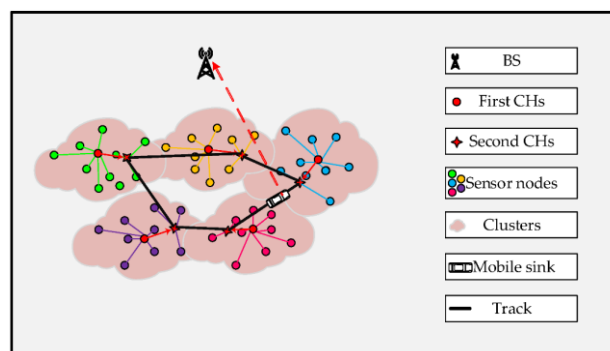 BS
First CHs
Second CHs
Sensor nodes
Clusters
Mobile sink
Track